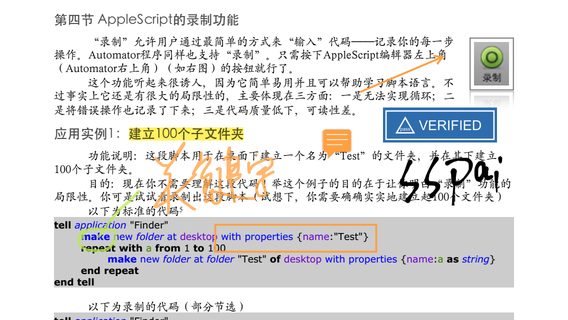 第四节 AppleScript的录制功能
“录制”允许用户通过最简单的方式来“输入”代码——记录你的每一步
操作。Automator程序同样也支持“录制”。只需按下AppleScript编辑器左上角
（Automator右上角）（如右图）的按钮就行了。
录制
这个功能听起来很诱人，因为它简单易用并且可以帮助学习脚本语言。不
过事实上它还是有很大的局限性的，主要体现在三方面：一是无法实现循环；二
是将错误操作也记录了下来；三是代码质量低下，可读性差。
VERIFIED
应用实例1：建立100个子文件夹
功能说明：这段脚本用于在桌面下建立一个名为“Test”的文件夹，并在其下建立
100个子文件夹。
SSPai
目的：现在你不需要理解这段代码！举这个例子的目的在于让你明白“录制”功能的
局限性。你可是试试着录制出这段脚本（试想下，你需要确确实实地建立起100个文件夹）
以下为标准的代码：
tell application "Finder"
make new folder at desktop with properties {name:"Test"}
repeat with a from 1 to 100
make new folder at folder "Test" of desktop with properties {name:a as string}
end repeat
end tell
以下为录制的代码（部分节选）
tell application "Finder"